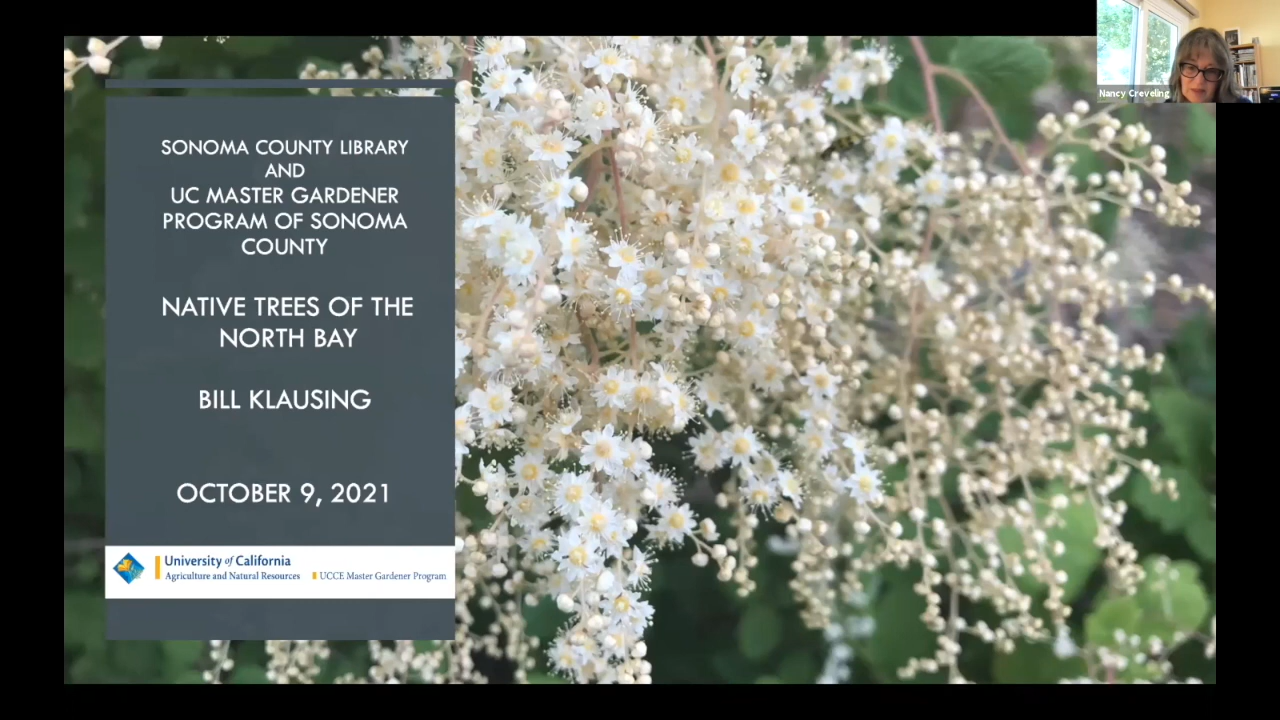 SONOMA COUNTY LIBRARY
AND
UC MASTER GARDENER
PROGRAM OF SONOMA
COUNTY
NATIVE TREES OF THE
NORTH BAY
BILL KLAUSING
OCTOBER 9, 2021
University of California
Agriculture and Natural Resources
UCCE Master Gardener Program
Nancy Creveling